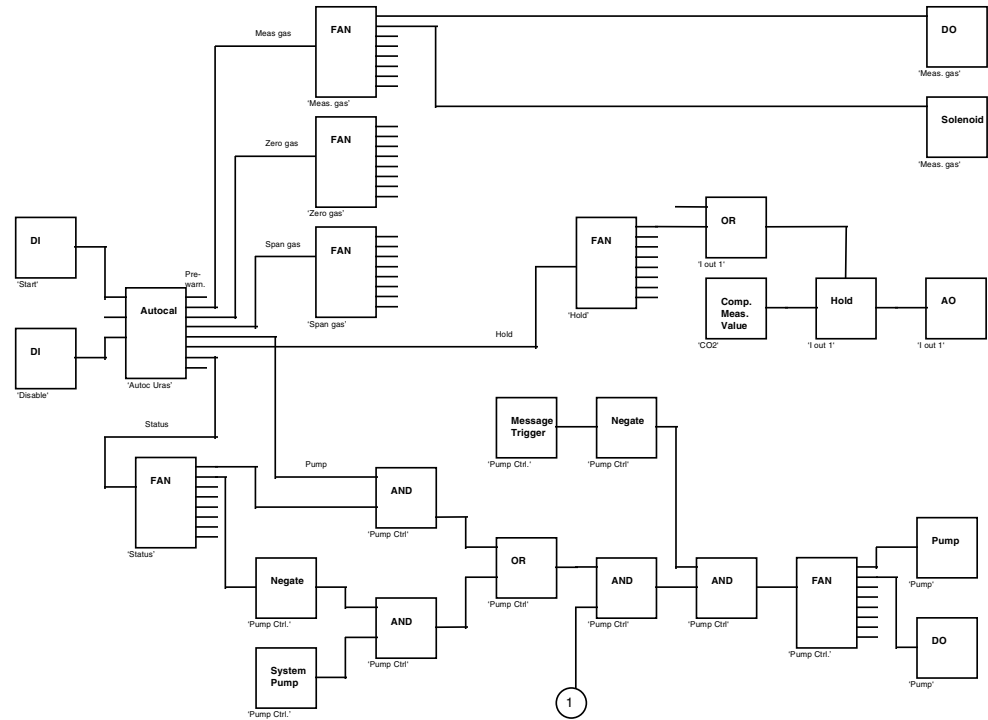 FAN
DO
Meas gas
'Meas. gas'
'Meas. gas'
Solenoid
FAN
'Meas. gas'
Zero gas
'Zero gas'
FAN
Span gas
'Span gas'
DI
'Start'
Pre-
warn.
Autocal
'Autoc Uras'
DI
'Disable'
Hold
FAN
'Hold'
OR
'I out 1'
Comp.
Meas.
Value
'CO2'
Hold
'I out 1'
AO
'I out 1'
Status
FAN
'Status'
Pump
AND
'Pump Ctrl'
Message
Trigger
'Pump Ctrl.'
Negate
'Pump Ctrl'
Negate
'Pump Ctrl.'
AND
'Pump Ctrl'
System
Pump
'Pump Ctrl.'
OR
'Pump Ctrl'
AND
'Pump Ctrl'
AND
'Pump Ctrl'
FAN
'Pump Ctrl.'
Pump
'Pump'
DO
'Pump'
1